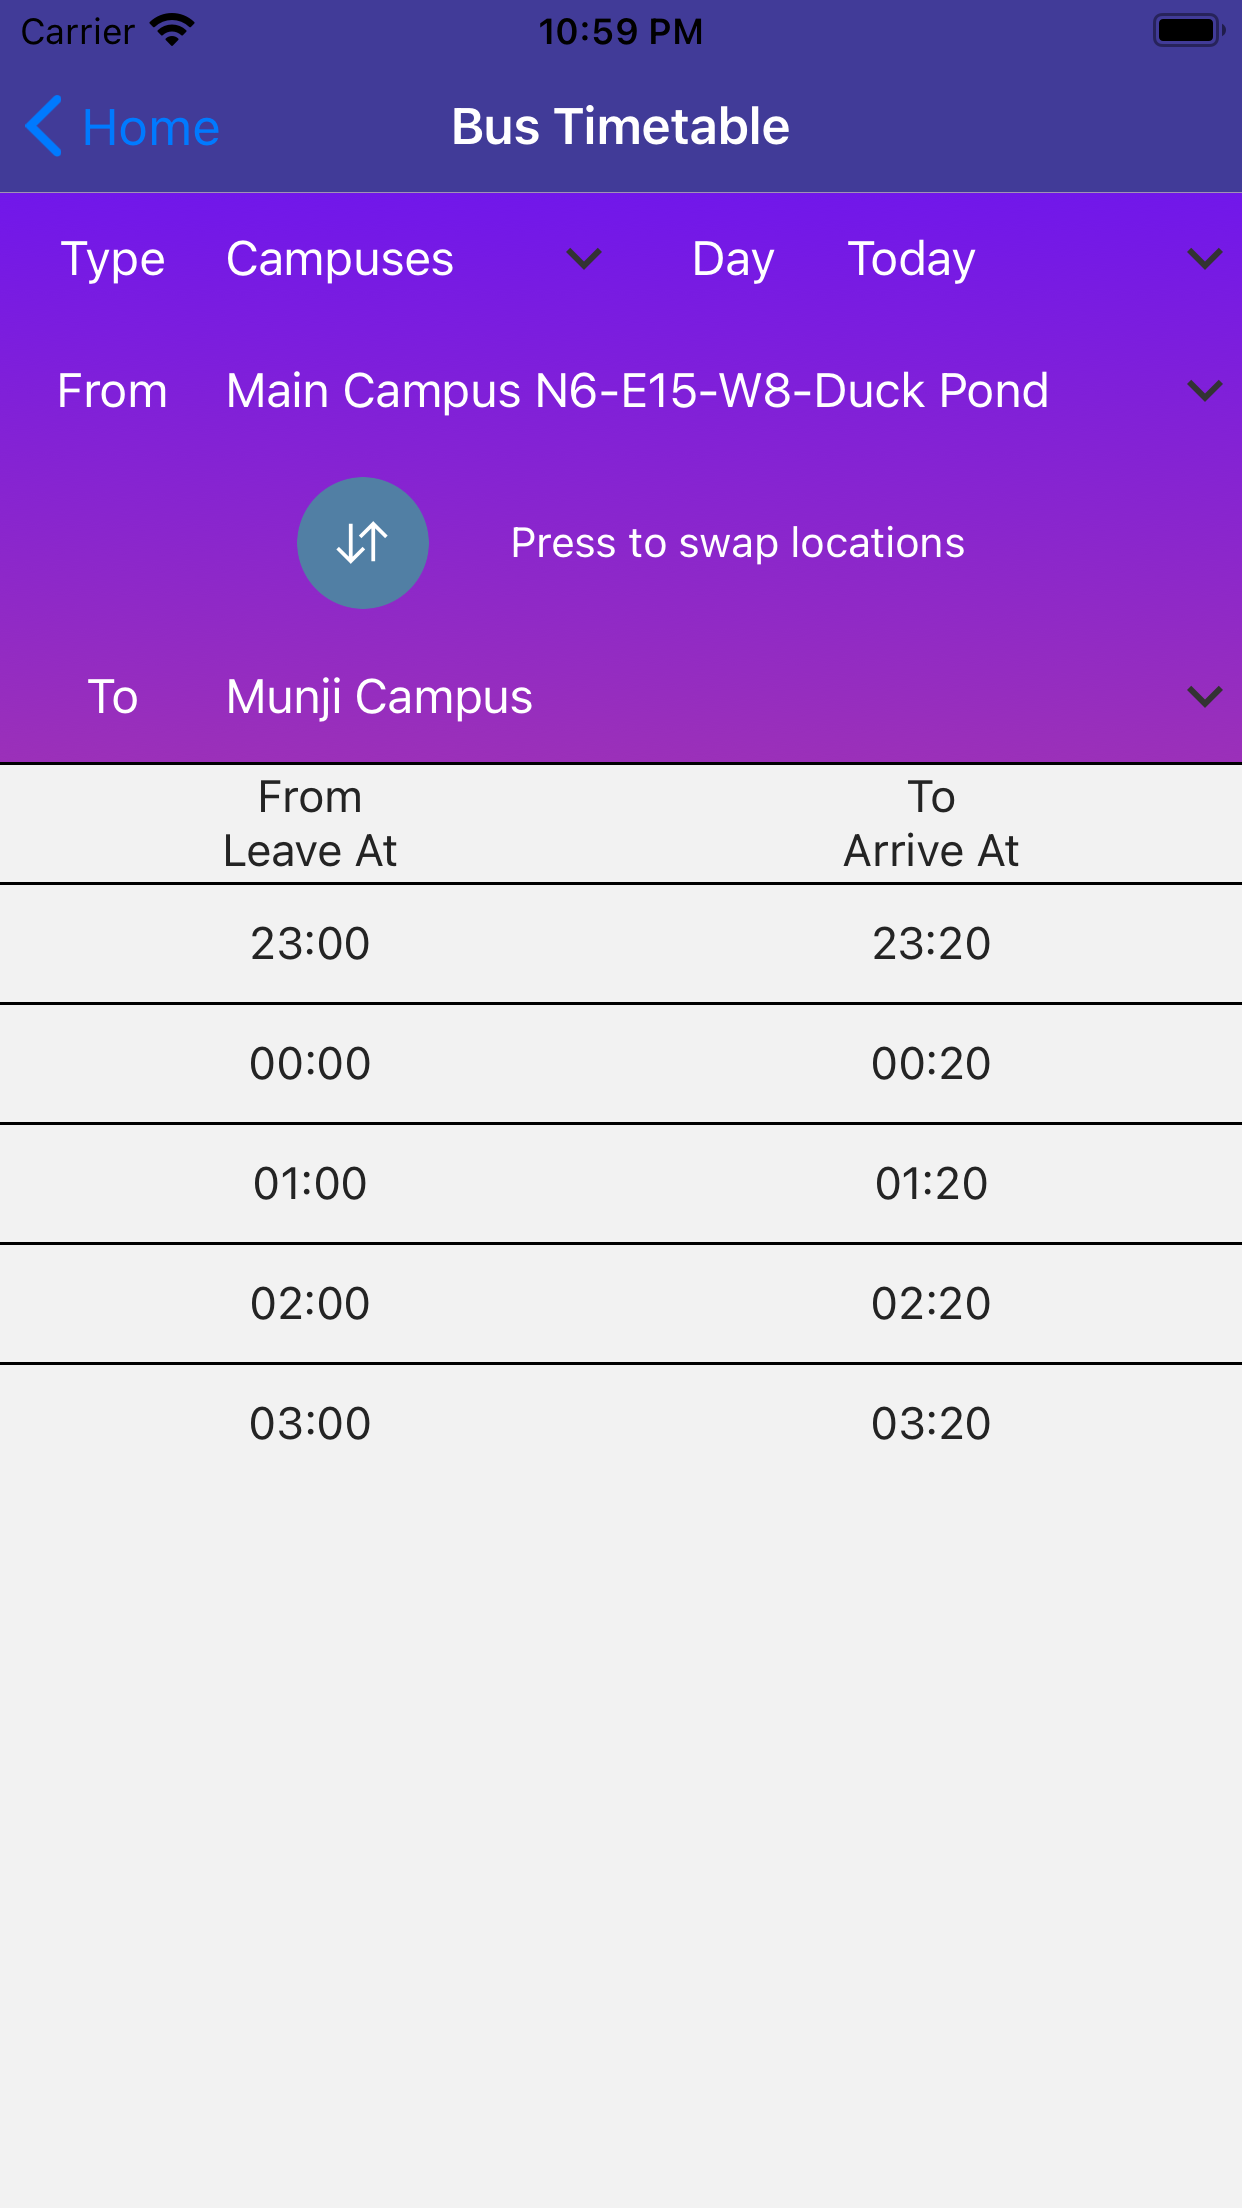 Carrier 10:59 PM
Home Bus Timetable
Type Campuses Day Today
From Main Campus N6-E15-W8-Duck Pond
Press to swap locations
To Munji Campus
From To
Leave At Arrive At
23:00 23:20
00:00 00:20
01:00 01:20
02:00 02:20
03:00 03:20